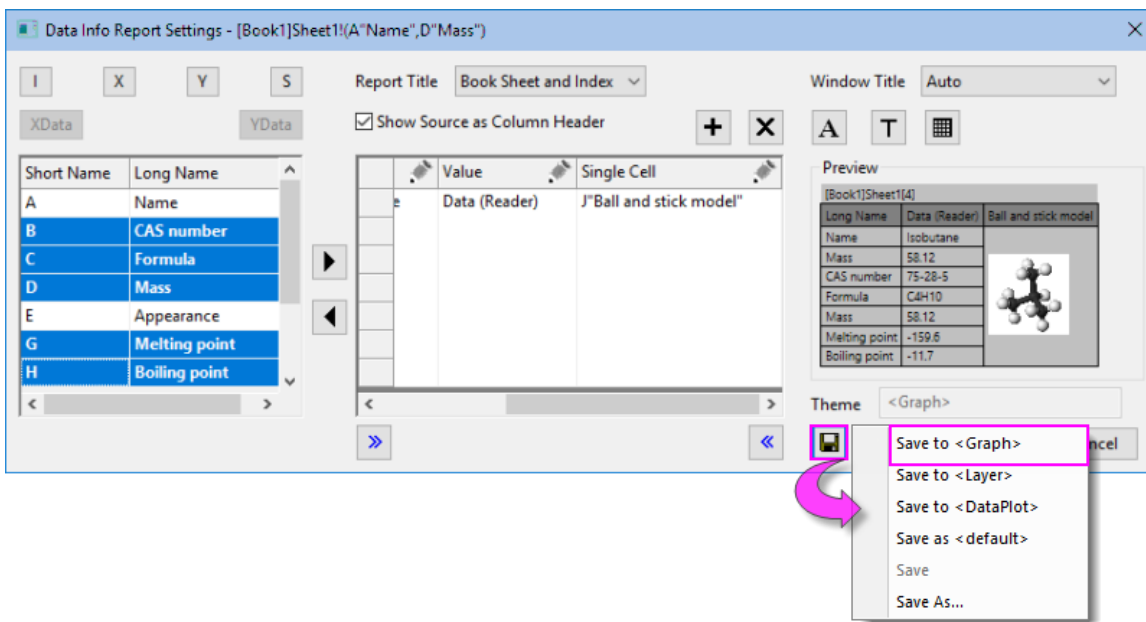 Data Info Report Settings - [Book1]Sheet1!(A"Name",D"Mass")
I X Y S
XData YData
Short Name Long Name
A Name
B CAS number
C Formula
D Mass
E Appearance
G Melting point
H Boiling point
Report Title Book Sheet and Index
Show Source as Column Header
Value Single Cell
e Data (Reader) J"Ball and stick model"
Window Title Auto
A T
Preview
[Book1]Sheet1[4]
Long Name Data (Reader) Ball and stick model
Name Isobutane
Mass 58.12
CAS number 75-28-5
Formula C4H10
Mass 58.12
Melting point -159.6
Boiling point -11.7
Theme <Graph>
ncel
Save to <Graph>
Save to <Layer>
Save to <DataPlot>
Save as <default>
Save
Save As...